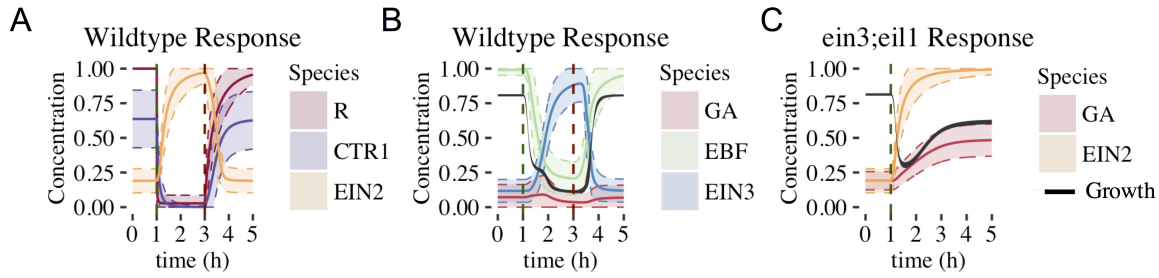 A
Wildtype Response
Concentration
1.00
0.75
0.50
0.25
0.00
0 1 2 3 4 5
time (h)
Species
R
CTR1
EIN2
B
Wildtype Response
Concentration
1.00
0.75
0.50
0.25
0.00
0 1 2 3 4 5
time (h)
Species
GA
EBF
EIN3
C
ein3;eil1 Response
Concentration
1.00
0.75
0.50
0.25
0.00
0 1 2 3 4 5
time (h)
Species
GA
EIN2
Growth